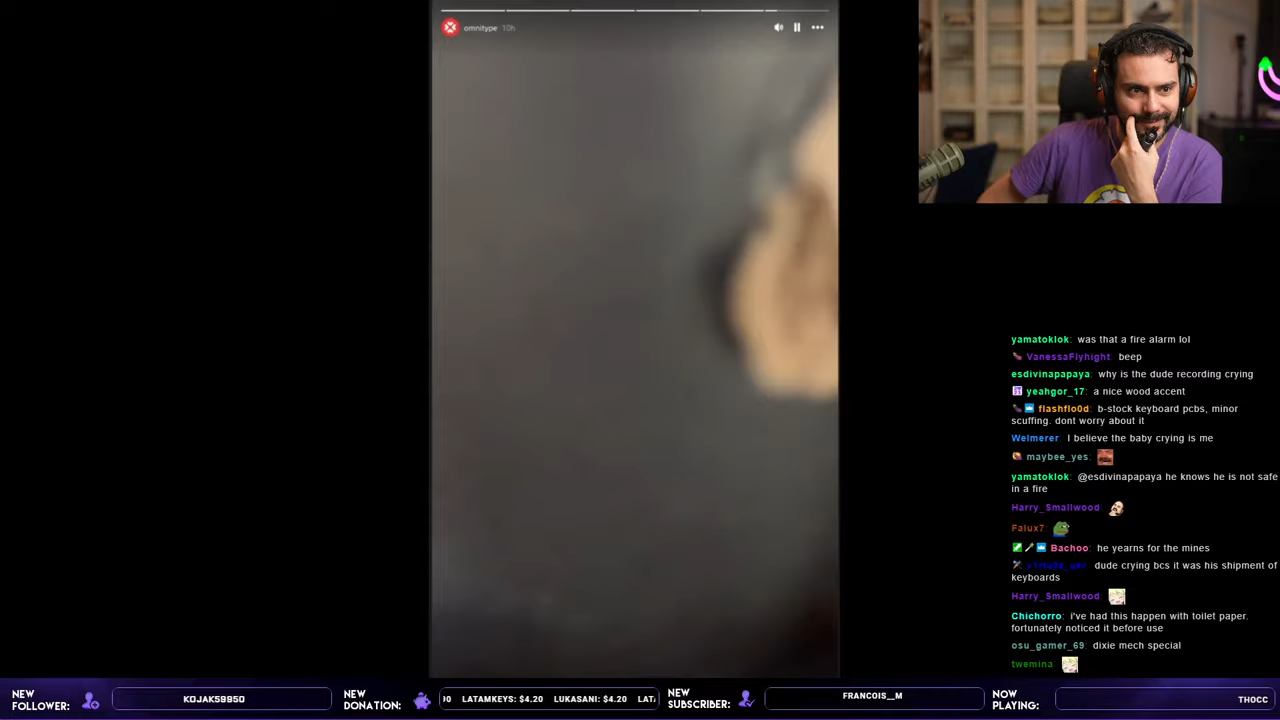 omnitype 10h
yamatoklok: was that a fire alarm lol
VanessaFlyhight: beep
esdivinapapaya: why is the dude recording crying
yeahgor_17: a nice wood accent
flashflo0d: b-stock keyboard pcbs, minor
scuffing. dont worry about it
Welmerer: I believe the baby crying is me
maybee_yes:
yamatoklok: @esdivinapapaya he knows he is not safe
in a fire
Harry_Smallwood:
Falux7:
Bachoo: he yearns for the mines
dude crying bcs it was his shipment of
keyboards
Harry_Smallwood:
Chichorro: i've had this happen with toilet paper.
fortunately noticed it before use
osu_gamer_69: dixie mech special
twemina:
NEW
FOLLOWER:
KOJAK59950
NEW
DONATION:
LATAMKEYS: $4.20 LUKASANI: $4.20
NEW
SUBSCRIBER:
FRANCOIS__M
NOW
PLAYING:
THOCC